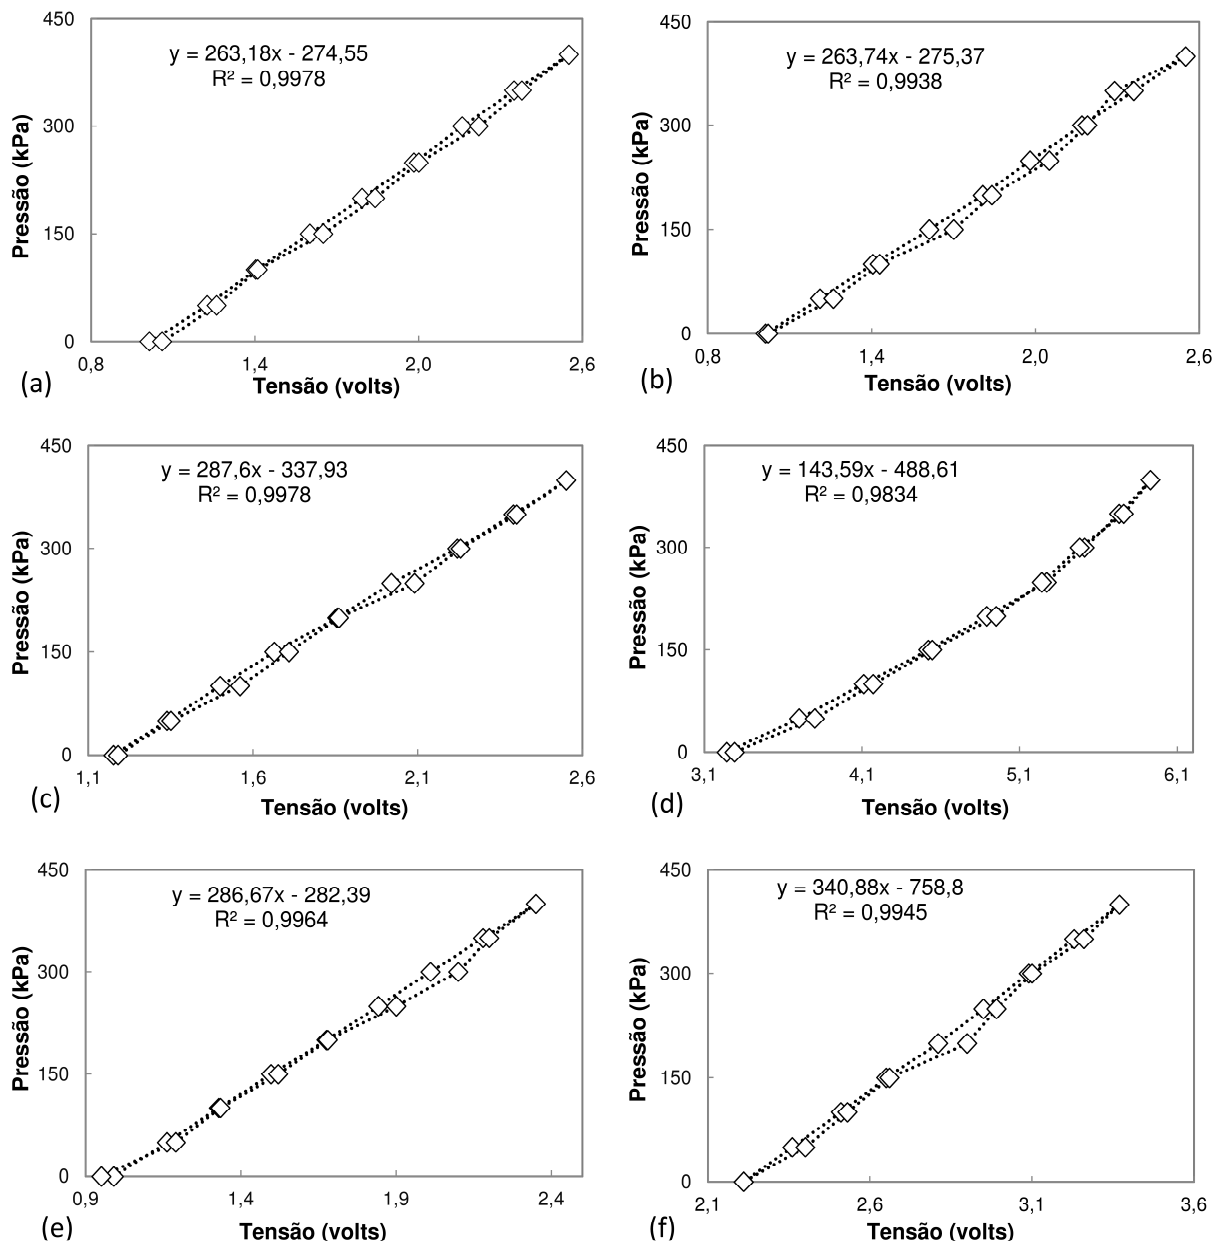 450
300
150
0
Pressão (kPa)
y = 263,18x - 274,55
R² = 0,9978
0,8
1,4
2,0
2,6
(a)
Tensão (volts)
450
300
150
0
Pressão (kPa)
y = 263,74x - 275,37
R² = 0,9938
0,8
1,4
2,0
2,6
(b)
Tensão (volts)
450
300
150
0
Pressão (kPa)
y = 287,6x - 337,93
R² = 0,9978
1,1
1,6
2,1
2,6
(c)
Tensão (volts)
450
300
150
0
Pressão (kPa)
y = 143,59x - 488,61
R² = 0,9834
3,1
4,1
5,1
6,1
(d)
Tensão (volts)
450
300
150
0
Pressão (kPa)
y = 286,67x - 282,39
R² = 0,9964
0,9
1,4
1,9
2,4
(e)
Tensão (volts)
450
300
150
0
Pressão (kPa)
y = 340,88x - 758,8
R² = 0,9945
2,1
2,6
3,1
3,6
(f)
Tensão (volts)